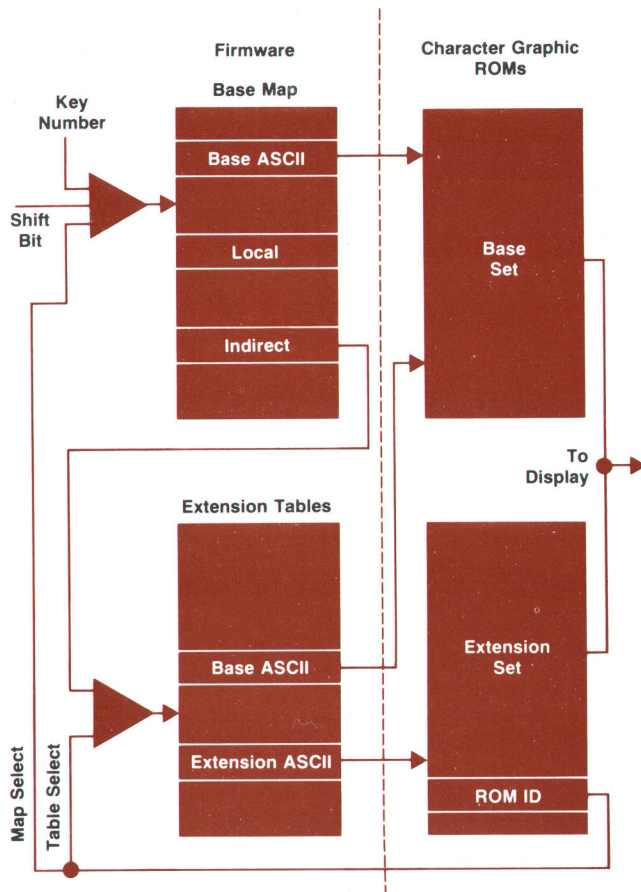 Firmware
Character Graphic
ROMs
Base Map
Key
Number
Shift
Bit
Base ASCII
Local
Indirect
Base
Set
To
Display
Extension Tables
Base ASCII
Extension ASCII
Extension
Set
ROM ID
Map Select
Table Select